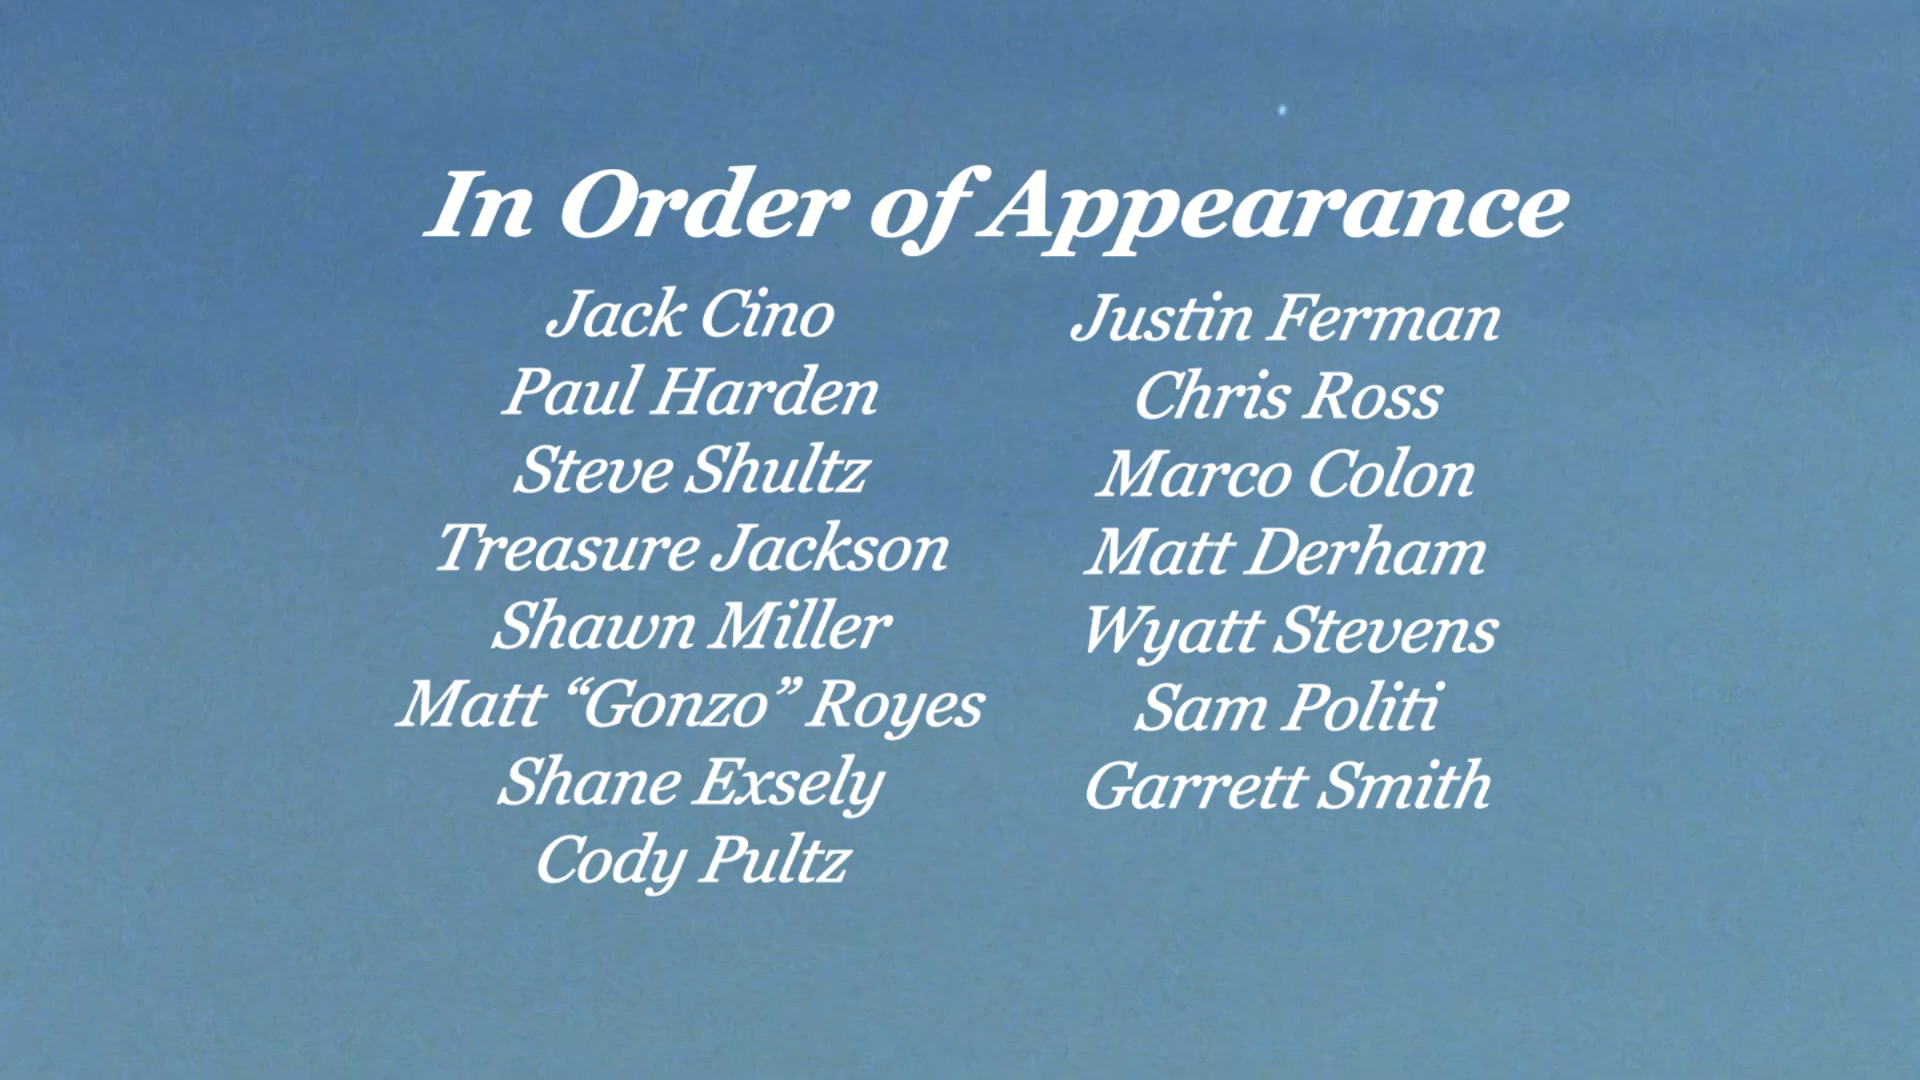 In Order of Appearance
Jack Cino
Paul Harden
Steve Shultz
Treasure Jackson
Shawn Miller
Matt “Gonzo” Royes
Shane Exsely
Cody Pultz
Justin Ferman
Chris Ross
Marco Colon
Matt Derham
Wyatt Stevens
Sam Politi
Garrett Smith